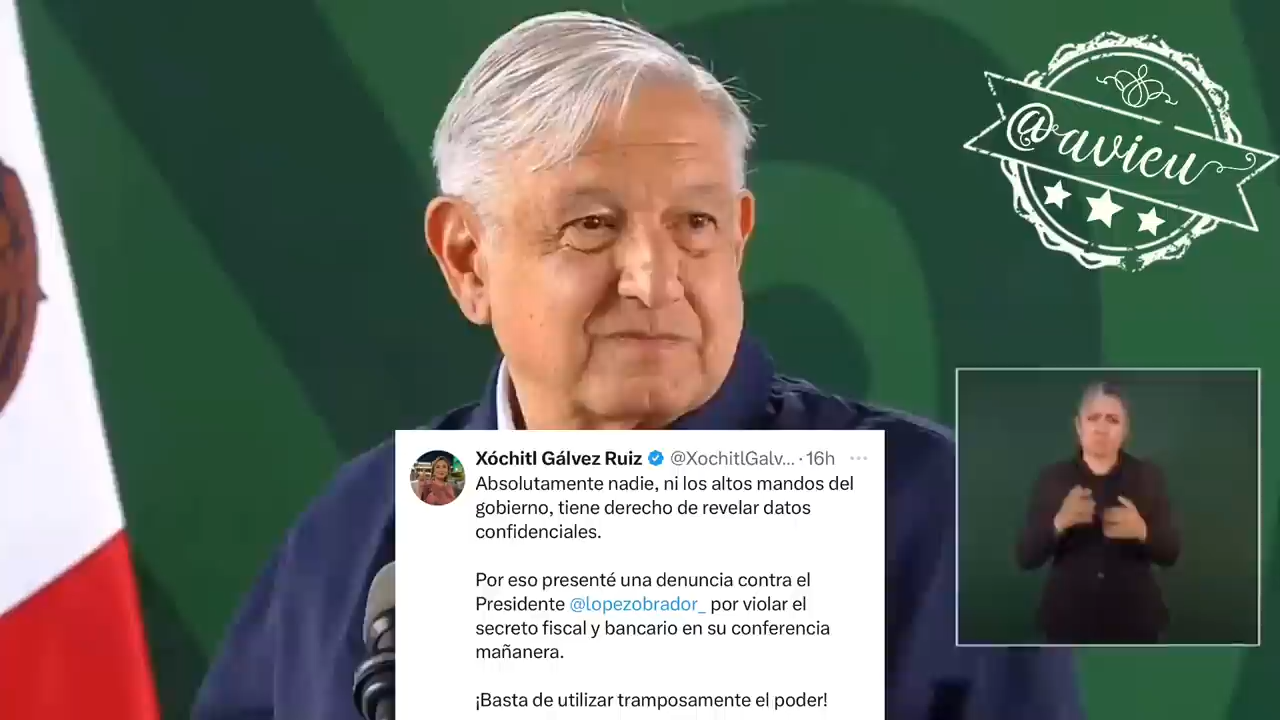 @avieu
Xóchitl Gálvez Ruiz @XochitlGalv... · 16h ...
Absolutamente nadie, ni los altos mandos del
gobierno, tiene derecho de revelar datos
confidenciales.
Por eso presenté una denuncia contra el
Presidente @lopezobrador_ por violar el
secreto fiscal y bancario en su conferencia
mañanera.
¡Basta de utilizar tramposamente el poder!